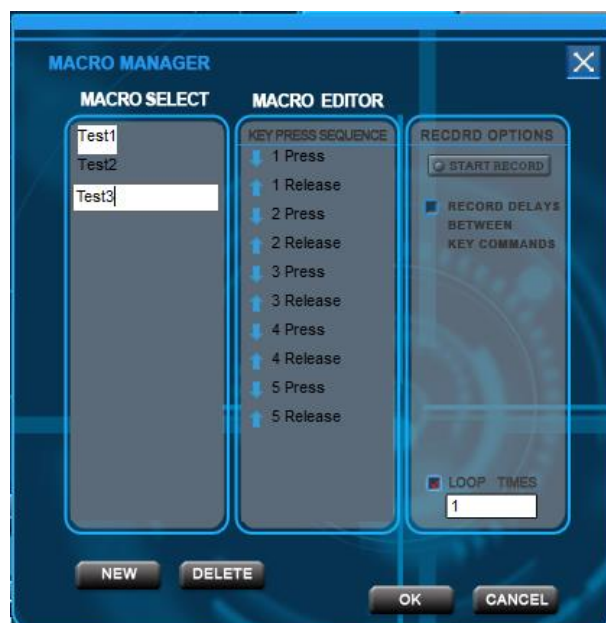 MACRO MANAGER
MACRO SELECT
Test1
Test2
Test3
MACRO EDITOR
KEY PRESS SEQUENCE
1 Press
1 Release
2 Press
2 Release
3 Press
3 Release
4 Press
4 Release
5 Press
5 Release
RECORD OPTIONS
START RECORD
RECORD DELAYS
BETWEEN
KEY COMMANDS
LOOP TIMES
1
NEW DELETE
OK CANCEL